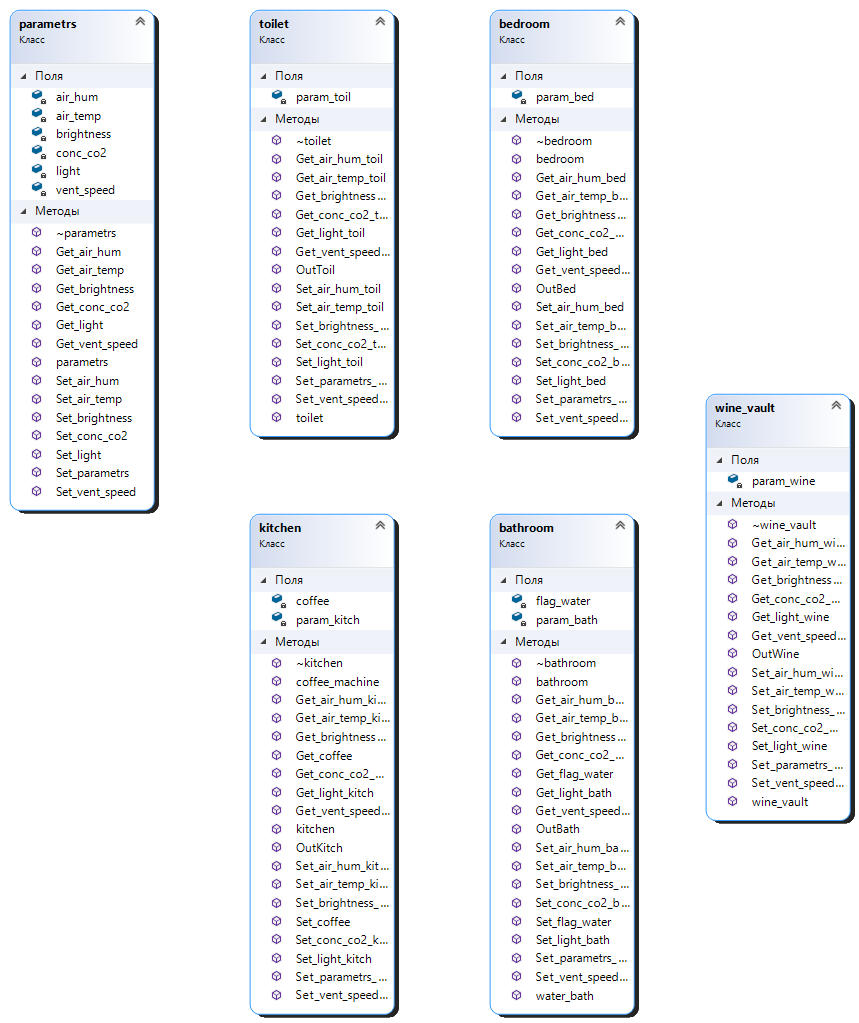 parametrs
Класс
Поля
air_hum
air_temp
brightness
conc_co2
light
vent_speed
Методы
~parametrs
Get_air_hum
Get_air_temp
Get_brightness
Get_conc_co2
Get_light
Get_vent_speed
parametrs
Set_air_hum
Set_air_temp
Set_brightness
Set_conc_co2
Set_light
Set_parametrs
Set_vent_speed
toilet
Класс
Поля
param_toil
Методы
~toilet
Get_air_hum_toil
Get_air_temp_toil
Get_brightness...
Get_conc_co2_t...
Get_light_toil
Get_vent_speed...
OutToil
Set_air_hum_toil
Set_air_temp_toil
Set_brightness_...
Set_conc_co2_t...
Set_light_toil
Set_parametrs_...
Set_vent_speed...
toilet
bedroom
Класс
Поля
param_bed
Методы
~bedroom
bedroom
Get_air_hum_bed
Get_air_temp_b...
Get_brightness...
Get_conc_co2_...
Get_light_bed
Get_vent_speed...
OutBed
Set_air_hum_bed
Set_air_temp_b...
Set_brightness_...
Set_conc_co2_b...
Set_light_bed
Set_parametrs_...
Set_vent_speed...
kitchen
Класс
Поля
coffee
param_kitch
Методы
~kitchen
coffee_machine
Get_air_hum_ki...
Get_air_temp_ki...
Get_brightness...
Get_coffee
Get_conc_co2_...
Get_light_kitch
Get_vent_speed...
kitchen
OutKitch
Set_air_hum_kit...
Set_air_temp_ki...
Set_brightness_...
Set_coffee
Set_conc_co2_k...
Set_light_kitch
Set_parametrs_...
Set_vent_speed...
bathroom
Класс
Поля
flag_water
param_bath
Методы
~bathroom
bathroom
Get_air_hum_b...
Get_air_temp_b...
Get_brightness...
Get_conc_co2_...
Get_flag_water
Get_light_bath
Get_vent_speed...
OutBath
Set_air_hum_ba...
Set_air_temp_b...
Set_brightness_...
Set_conc_co2_b...
Set_flag_water
Set_light_bath
Set_parametrs_...
Set_vent_speed...
water_bath
wine_vault
Класс
Поля
param_wine
Методы
~wine_vault
Get_air_hum_wi...
Get_air_temp_w...
Get_brightness...
Get_conc_co2_...
Get_light_wine
Get_vent_speed...
OutWine
Set_air_hum_wi...
Set_air_temp_w...
Set_brightness_...
Set_conc_co2_...
Set_light_wine
Set_parametrs_...
Set_vent_speed...
wine_vault